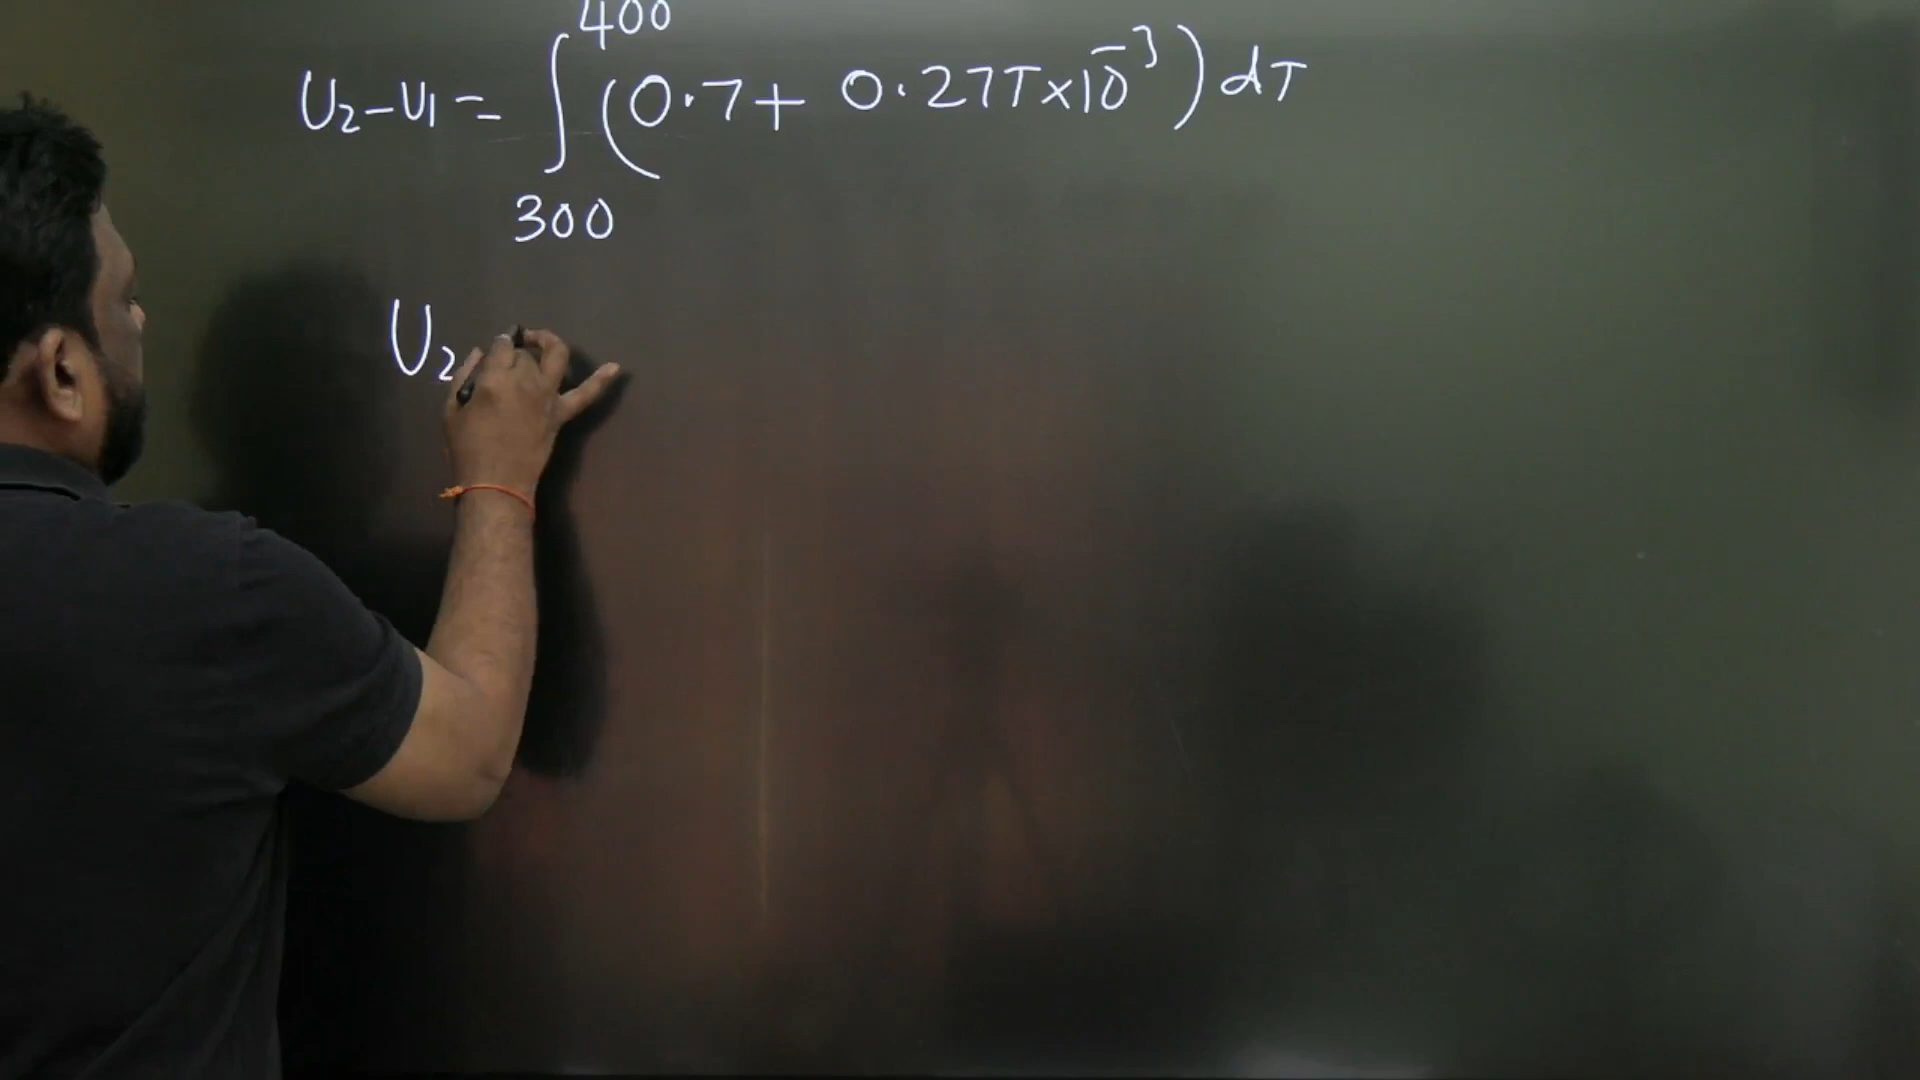 400
U₂-U₁ = ∫ (0.7 + 0.27T×10⁻³) dT
300
U₂